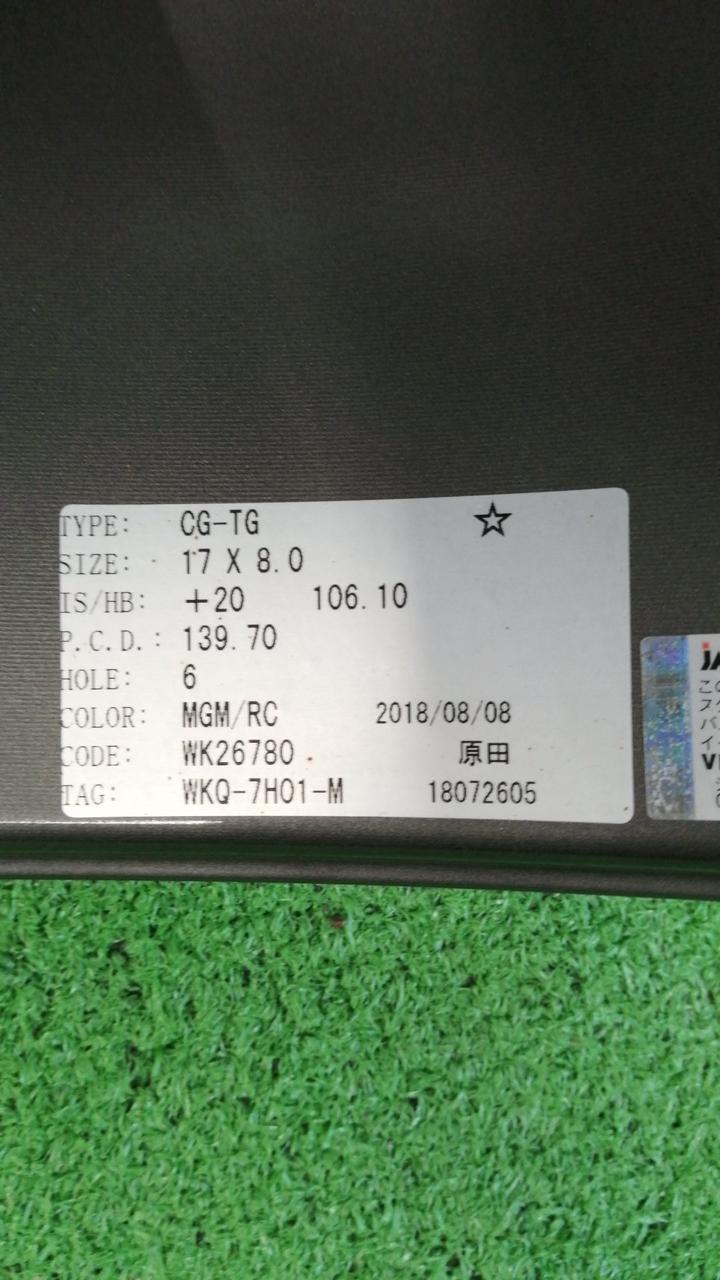 TYPE: CG-TG ☆
SIZE: 17 X 8.0
IS/HB: +20 106.10
P.C.D.: 139.70
HOLE: 6
COLOR: MGM/RC 2018/08/08
CODE: WK26780 原田
TAG: WKQ-7H01-M 18072605